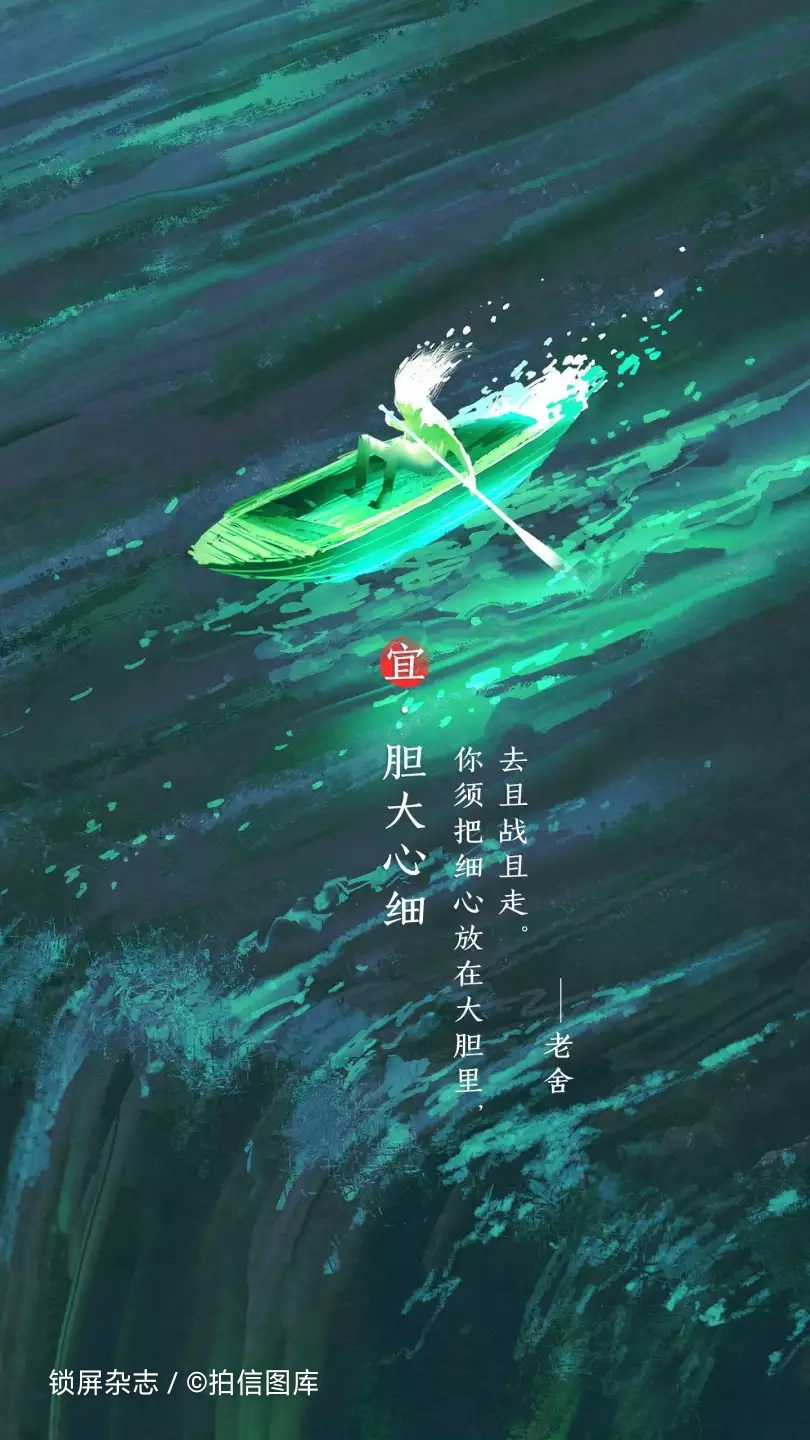 宜·胆大心细
你须把细心放在大胆里，
去且战且走。
——老舍
锁屏杂志 / ©拍信图库